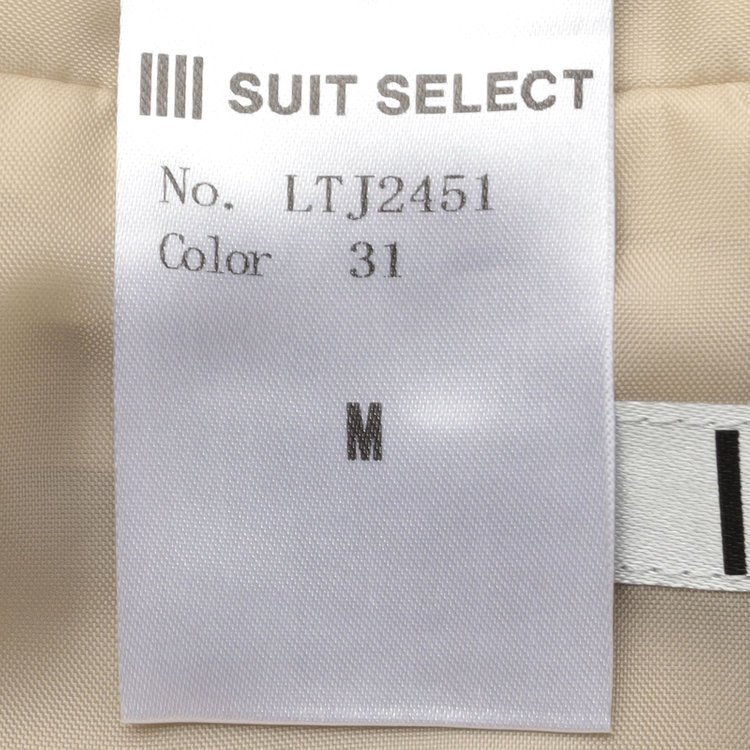 SUIT SELECT
No. LTJ2451
Color 31
M